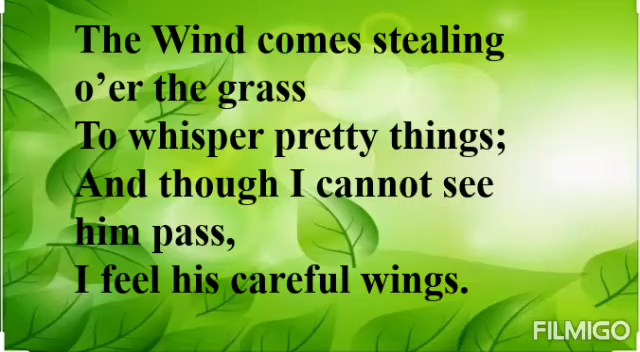 The Wind comes stealing
o’er the grass
To whisper pretty things;
And though I cannot see
him pass,
I feel his careful wings.
FILMIGO